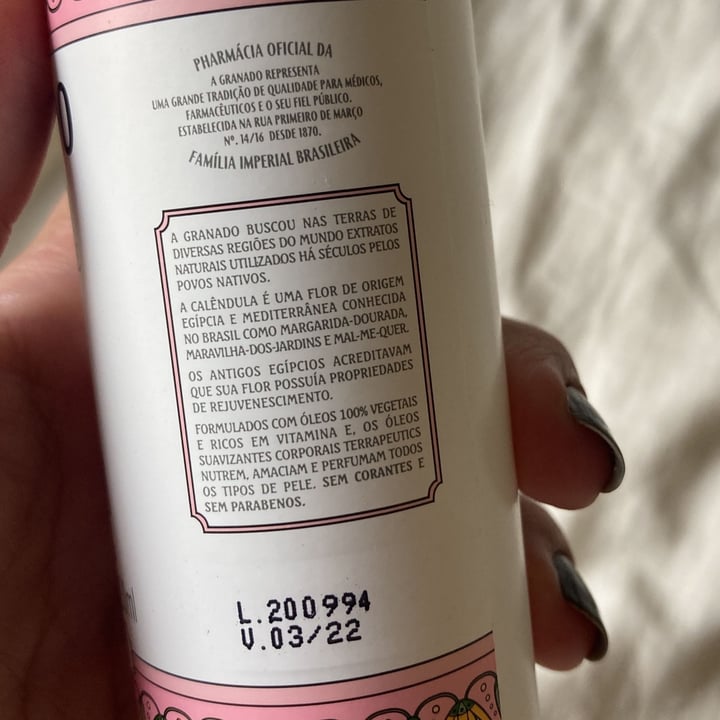 PHARMÁCIA OFICIAL DA
A GRANADO REPRESENTA
UMA GRANDE TRADIÇÃO DE QUALIDADE PARA MÉDICOS,
FARMACÊUTICOS E O SEU FIEL PÚBLICO.
ESTABELECIDA NA RUA PRIMEIRO DE MARÇO
Nº. 14/16 DESDE 1870.
FAMÍLIA IMPERIAL BRASILEIRA
A GRANADO BUSCOU NAS TERRAS DE
DIVERSAS REGIÕES DO MUNDO EXTRATOS
NATURAIS UTILIZADOS HÁ SÉCULOS PELOS
POVOS NATIVOS.
A CALÊNDULA É UMA FLOR DE ORIGEM
EGÍPCIA E MEDITERRÂNEA CONHECIDA
NO BRASIL COMO MARGARIDA-DOURADA,
MARAVILHA-DOS-JARDINS E MAL-ME-QUER.
OS ANTIGOS EGÍPCIOS ACREDITAVAM
QUE SUA FLOR POSSUÍA PROPRIEDADES
DE REJUVENESCIMENTO.
FORMULADOS COM ÓLEOS 100% VEGETAIS
E RICOS EM VITAMINA E, OS ÓLEOS
SUAVIZANTES CORPORAIS TERRAPEUTICS
NUTREM, AMACIAM E PERFUMAM TODOS
OS TIPOS DE PELE. SEM CORANTES E
SEM PARABENOS.
L.200994
V.03/22